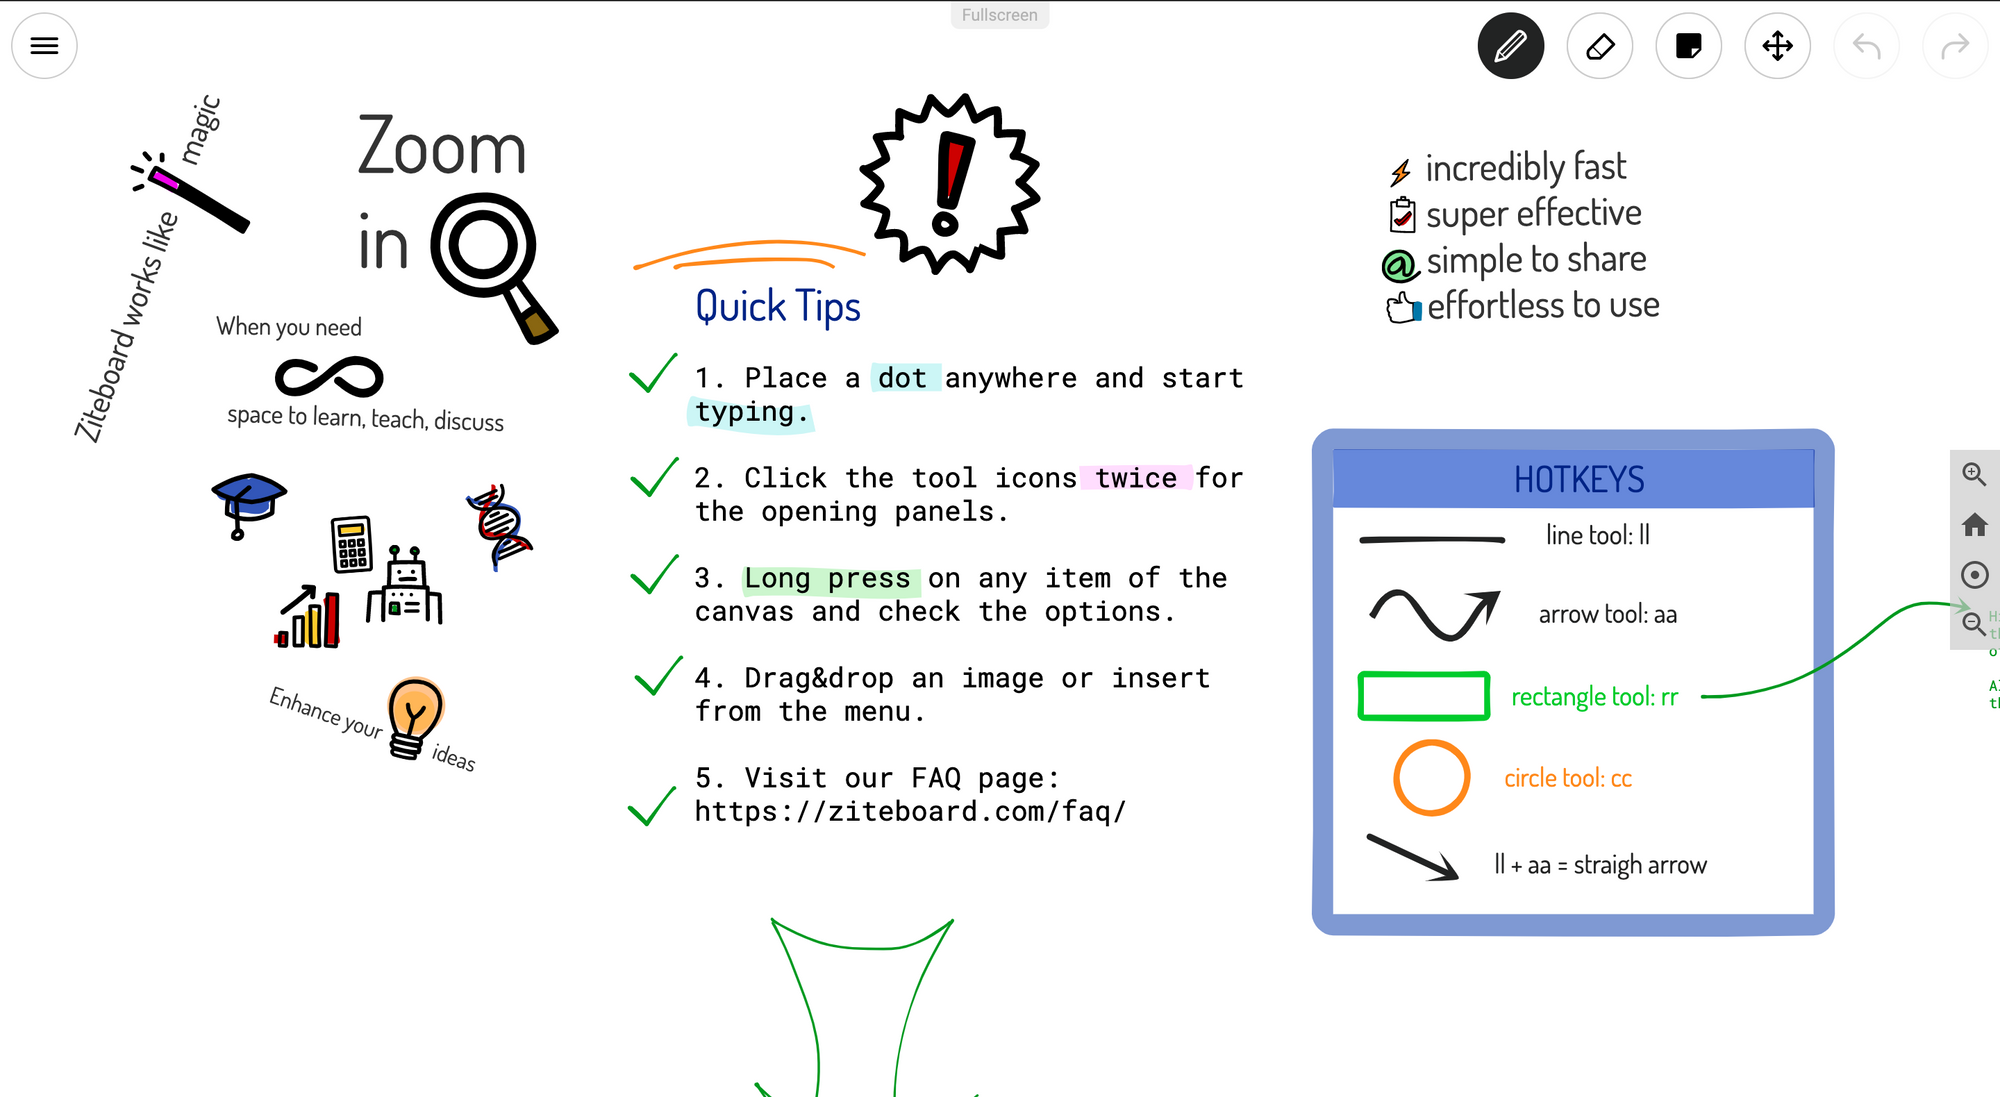 Fullscreen
Ziteboard works like magic
Zoom
in
When you need
space to learn, teach, discuss
Enhance your ideas
Quick Tips
1. Place a dot anywhere and start
typing.
2. Click the tool icons twice for
the opening panels.
3. Long press on any item of the
canvas and check the options.
4. Drag&drop an image or insert
from the menu.
5. Visit our FAQ page:
https://ziteboard.com/faq/
incredibly fast
super effective
@ simple to share
effortless to use
HOTKEYS
line tool: ll
arrow tool: aa
rectangle tool: rr
circle tool: cc
ll + aa = straigh arrow